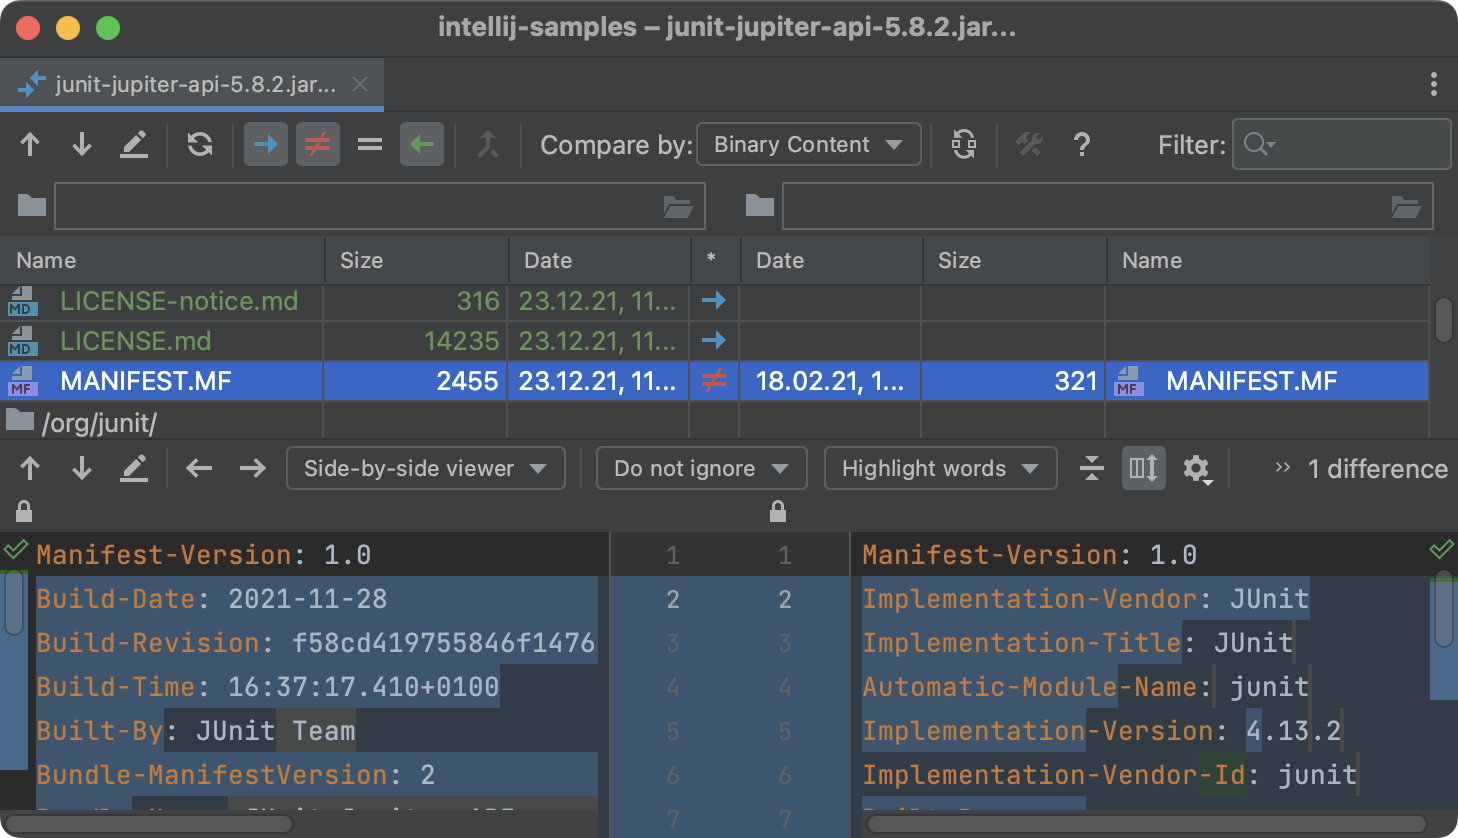 intellij-samples – junit-jupiter-api-5.8.2.jar...
junit-jupiter-api-5.8.2.jar...
Compare by: Binary Content ? Filter:
Name Size Date * Date Size Name
MD LICENSE-notice.md 316 23.12.21, 11...
MD LICENSE.md 14235 23.12.21, 11...
MF MANIFEST.MF 2455 23.12.21, 11... ≠ 18.02.21, 1... 321 MF MANIFEST.MF
/org/junit/
Side-by-side viewer Do not ignore Highlight words » 1 difference
Manifest-Version: 1.0 1 1 Manifest-Version: 1.0
Build-Date: 2021-11-28 2 2 Implementation-Vendor: JUnit
Build-Revision: f58cd419755846f1476 3 3 Implementation-Title: JUnit
Build-Time: 16:37:17.410+0100 4 4 Automatic-Module-Name: junit
Built-By: JUnit Team 5 5 Implementation-Version: 4.13.2
Bundle-ManifestVersion: 2 6 6 Implementation-Vendor-Id: junit
7 7